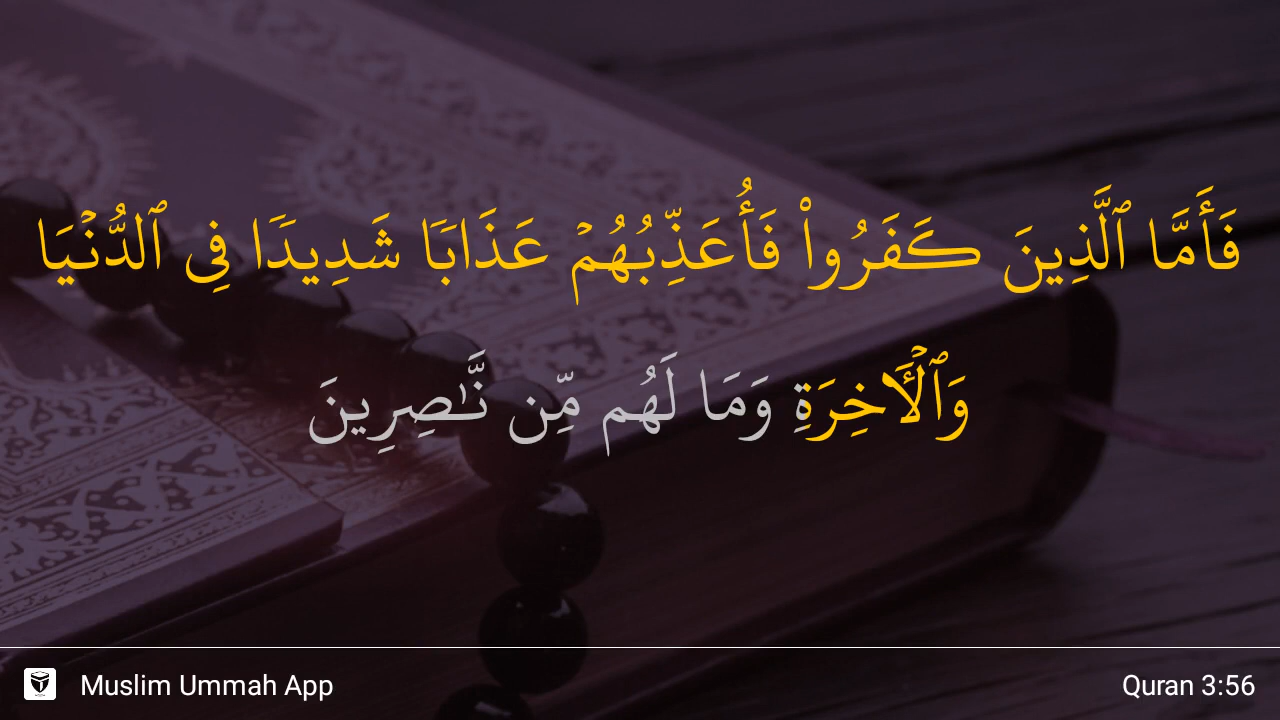 فَأَمَّا ٱلَّذِينَ كَفَرُوا۟ فَأُعَذِّبُهُمۡ عَذَابٗا شَدِيدٗا فِي ٱلدُّنۡيَا
وَٱلۡأٓخِرَةِ وَمَا لَهُم مِّن نَّٰصِرِينَ
Muslim Ummah App
Quran 3:56